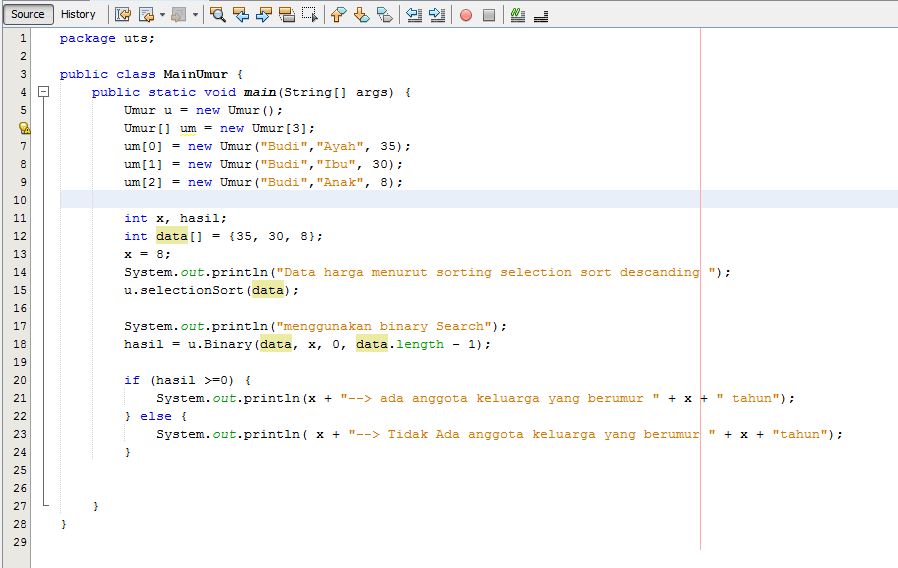 Source History
1 package uts;
2
3 public class MainUmur {
4 public static void main(String[] args) {
5 Umur u = new Umur();
Umur[] um = new Umur[3];
7 um[0] = new Umur("Budi","Ayah", 35);
8 um[1] = new Umur("Budi","Ibu", 30);
9 um[2] = new Umur("Budi","Anak", 8);
10
11 int x, hasil;
12 int data[] = {35, 30, 8};
13 x = 8;
14 System.out.println("Data harga menurut sorting selection sort descanding ");
15 u.selectionSort(data);
16
17 System.out.println("menggunakan binary Search");
18 hasil = u.Binary(data, x, 0, data.length - 1);
19
20 if (hasil >=0) {
21 System.out.println(x + "--> ada anggota keluarga yang berumur " + x + " tahun");
22 } else {
23 System.out.println( x + "--> Tidak Ada anggota keluarga yang berumur " + x + "tahun");
24 }
25
26
27 }
28 }
29